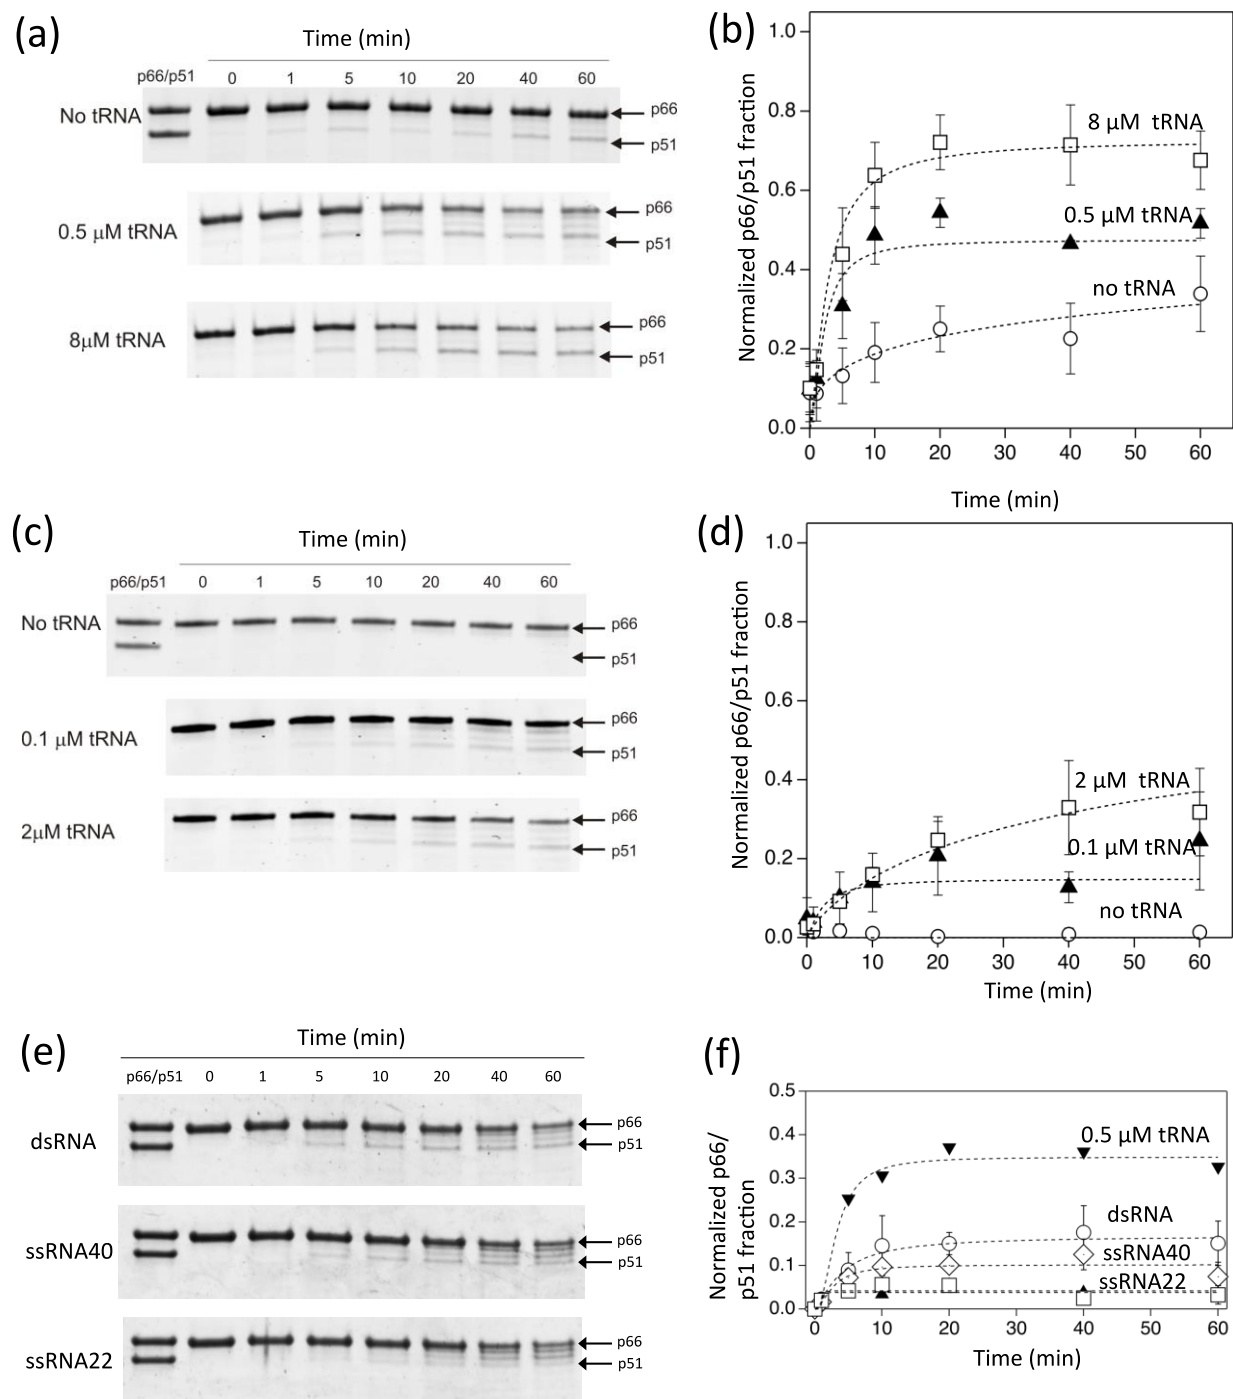 (a)
Time (min)
p66/p51 0 1 5 10 20 40 60
No tRNA
p66
p51
0.5 μM tRNA
p66
p51
8μM tRNA
p66
p51
(b)
Normalized p66/p51 fraction
1.0
0.8
0.6
0.4
0.2
0.0
8 μM tRNA
0.5 μM tRNA
no tRNA
0 10 20 30 40 50 60
Time (min)
(c)
Time (min)
p66/p51 0 1 5 10 20 40 60
No tRNA
p66
p51
0.1 μM tRNA
p66
p51
2μM tRNA
p66
p51
(d)
Normalized p66/p51 fraction
1.0
0.8
0.6
0.4
0.2
0.0
2 μM tRNA
0.1 μM tRNA
no tRNA
0 10 20 30 40 50 60
Time (min)
(e)
Time (min)
p66/p51 0 1 5 10 20 40 60
dsRNA
p66
p51
ssRNA40
p66
p51
ssRNA22
p66
p51
(f)
Normalized p66/
p51 fraction
0.5
0.4
0.3
0.2
0.1
0.0
0.5 μM tRNA
dsRNA
ssRNA40
ssRNA22
0 10 20 30 40 50 60
Time (min)